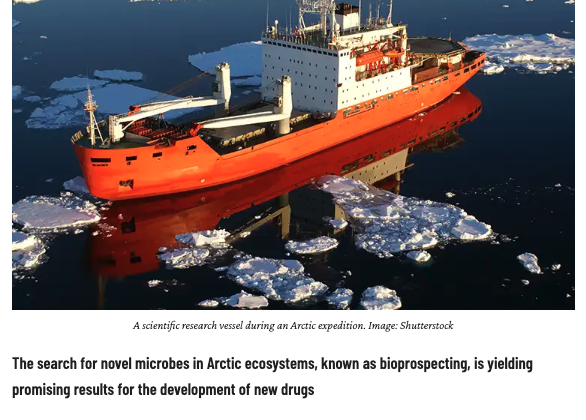 A scientific research vessel during an Arctic expedition. Image: Shutterstock
The search for novel microbes in Arctic ecosystems, known as bioprospecting, is yielding
promising results for the development of new drugs